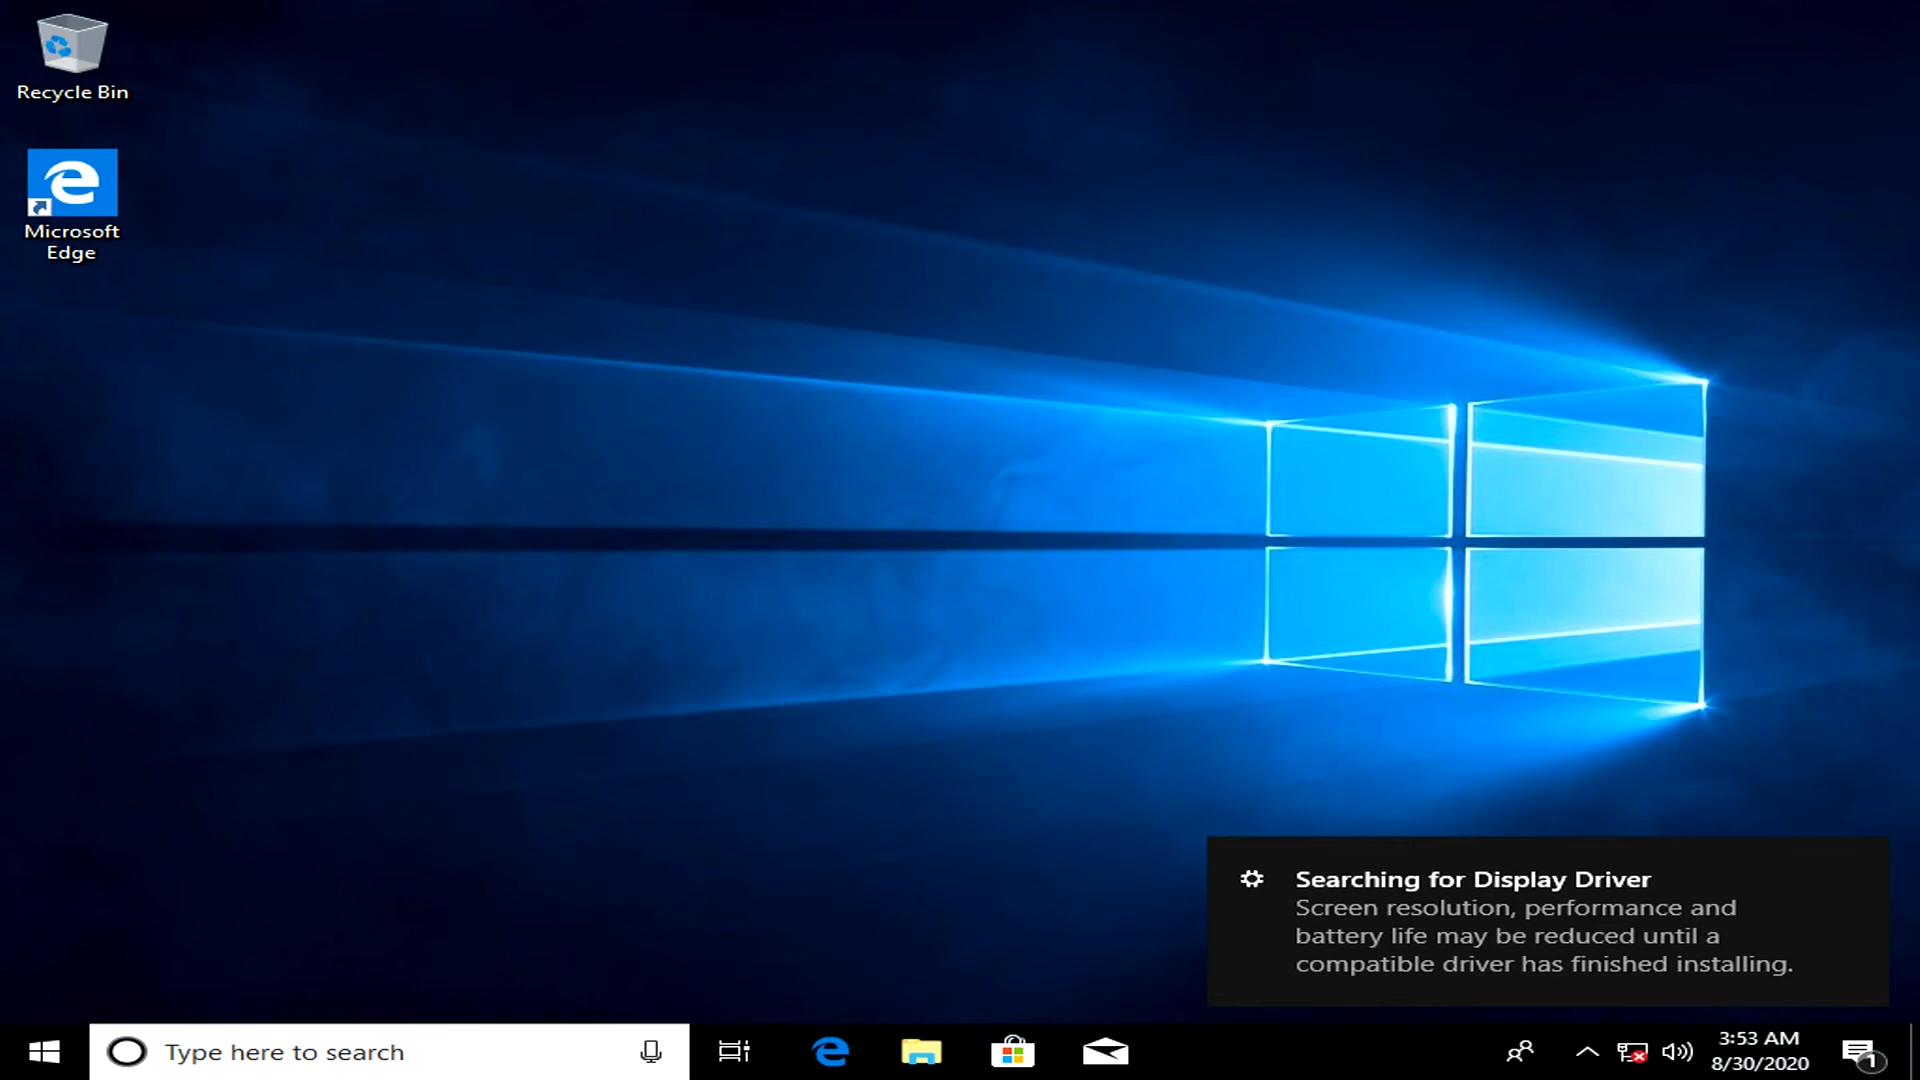 Recycle Bin
Microsoft
Edge
Searching for Display Driver
Screen resolution, performance and
battery life may be reduced until a
compatible driver has finished installing.
Type here to search
3:53 AM
8/30/2020
1